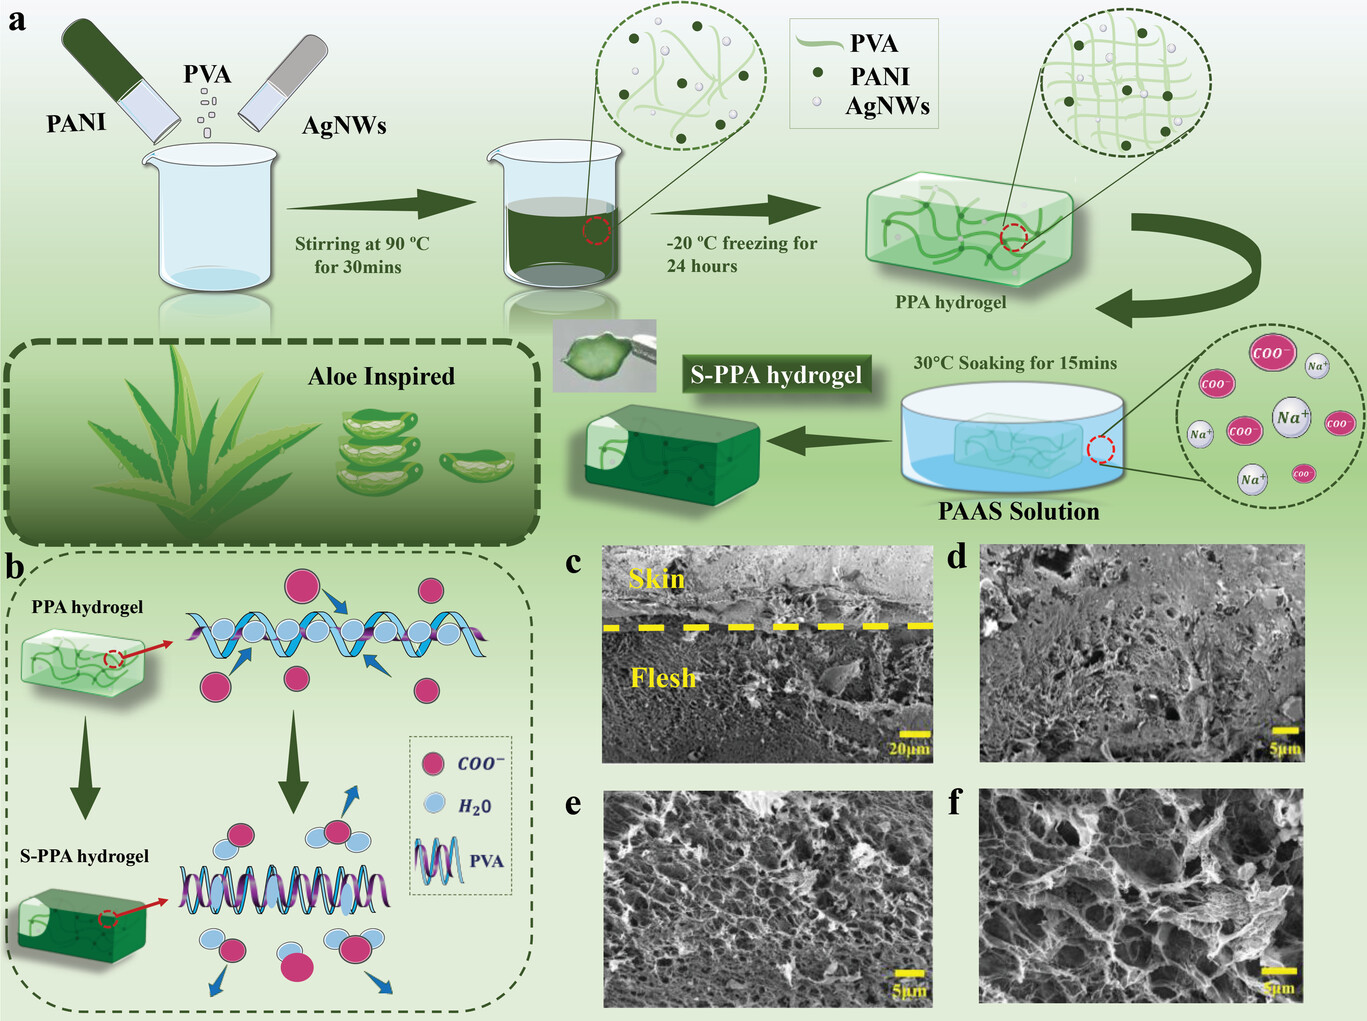 a
PANI
PVA
AgNWs
Stirring at 90 ºC
for 30mins
-20 ºC freezing for
24 hours
PVA
PANI
AgNWs
PPA hydrogel
Aloe Inspired
S-PPA hydrogel
30°C Soaking for 15mins
PAAS Solution
COO⁻
Na⁺
COO⁻
Na⁺
COO⁻
Na⁺
COO⁻
Na⁺
COO⁻
b
PPA hydrogel
S-PPA hydrogel
COO⁻
H₂O
PVA
c
Skin
Flesh
20μm
d
5μm
e
5μm
f
5μm